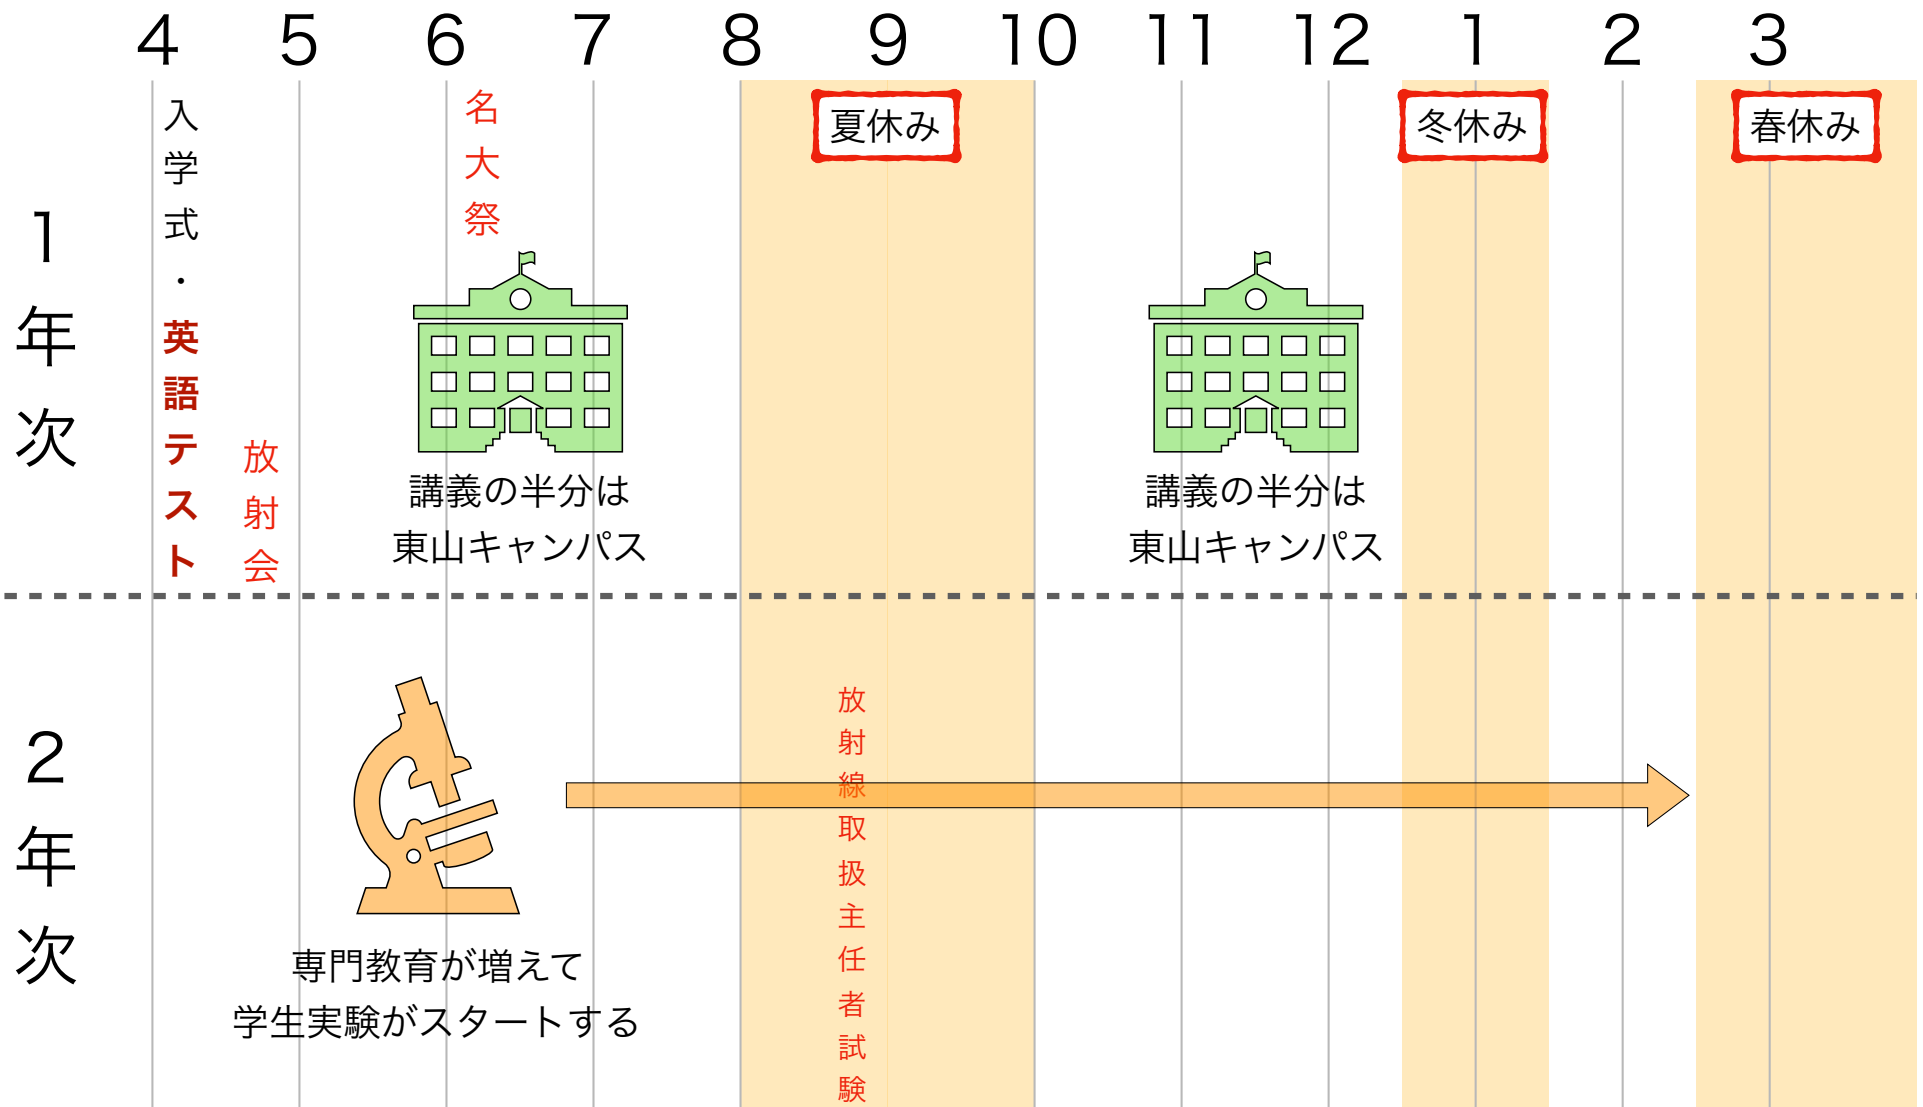 4 5 6 7 8 9 10 11 12 1 2 3
1年次
入学式・英語テスト
放射会
名大祭
夏休み
冬休み
春休み
講義の半分は
東山キャンパス
講義の半分は
東山キャンパス
2年次
専門教育が増えて
学生実験がスタートする
放射線取扱主任者試験